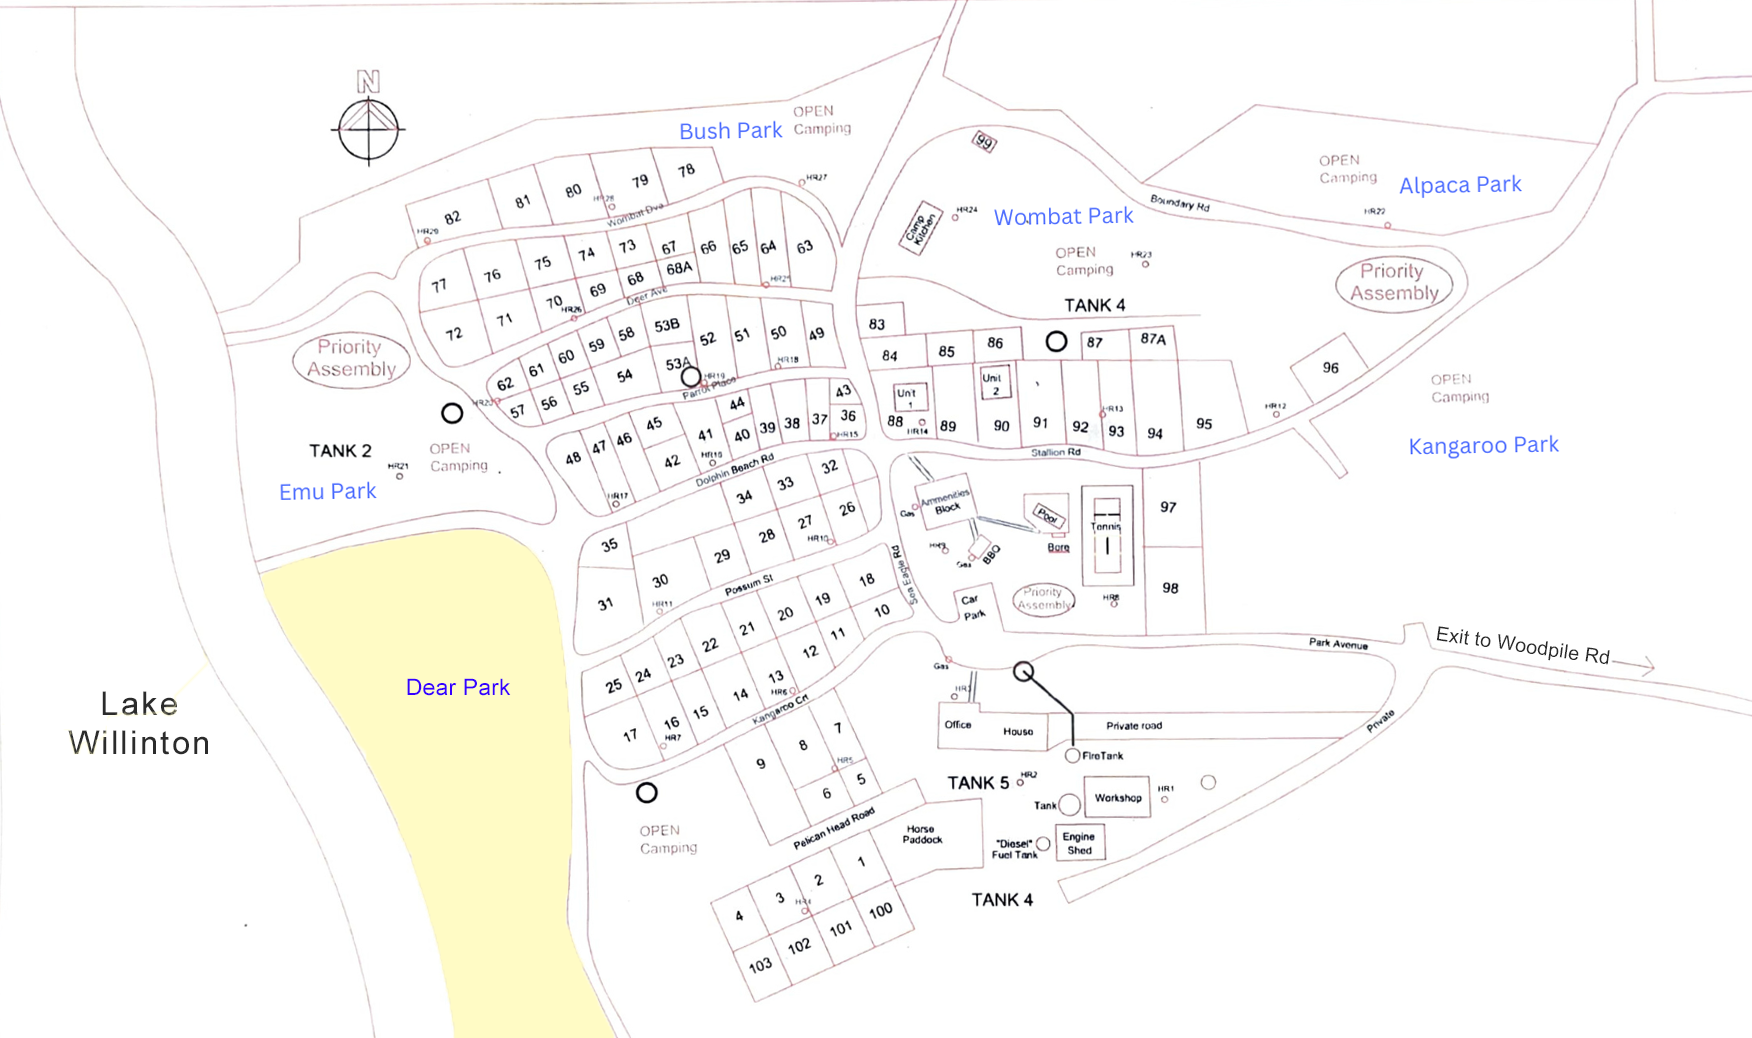 N
OPEN
Camping
Bush Park
99
OPEN
Camping
Alpaca Park
HR27
78
79
80
81
82
HR28
Wombat Dve
HR29
Boundary Rd
HR22
HR24
Wombat Park
Camp
Kitchen
OPEN
Camping
HR23
Priority
Assembly
77
76
75
74
73
67
66
65
64
63
68A
68
69
70
71
72
HR25
HR26
Deer Ave
TANK 4
Priority
Assembly
62
61
60
59
58
53B
52
51
50
49
53A
54
55
56
57
HR18
HR19
HR20
Parrot Place
83
84
85
86
87
87A
Unit
1
Unit
2
88
89
90
91
92
93
94
95
96
HR14
HR13
HR12
OPEN
Camping
Kangaroo Park
TANK 2
OPEN
Camping
HR21
Emu Park
48
47
46
45
44
43
42
41
40
39
38
37
36
HR15
HR16
HR17
Dolphin Beach Rd
Stallion Rd
35
34
33
32
31
30
29
28
27
26
HR10
HR11
Possum St
Sea Eagle Rd
Ammenities
Block
Gas
HR9
Gas
BBQ
Pool
Bore
Tennis
97
98
HR8
Priority
Assembly
Car
Park
Park Avenue
Exit to Woodpile Rd
25
24
23
22
21
20
19
18
17
16
15
14
13
12
11
10
HR6
HR7
Kangaroo Crt
Gas
HR3
Office
House
Private road
Private
Fire Tank
Dear Park
Lake
Willinton
9
8
7
6
5
HR5
Pelican Head Road
TANK 5
HR2
Tank
Workshop
HR1
"Diesel"
Fuel Tank
Engine
Shed
Horse
Paddock
OPEN
Camping
TANK 4
4
3
2
1
HR4
103
102
101
100